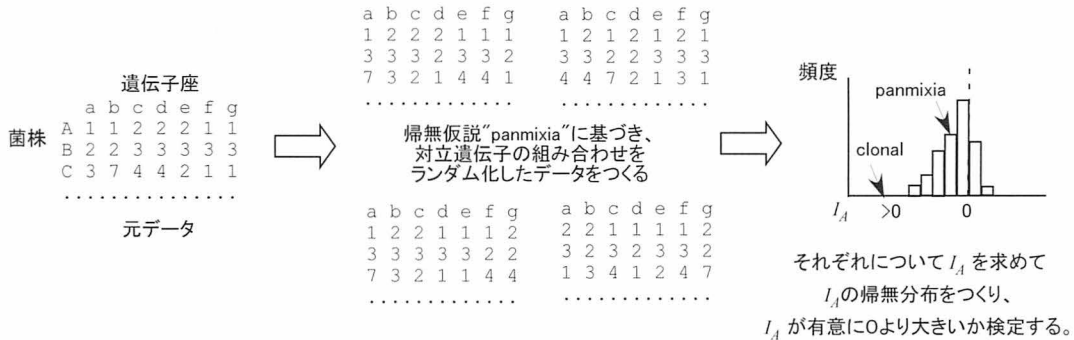 遺伝子座
a b c d e f g
菌株 A 1 1 2 2 2 1 1
B 2 2 3 3 3 3 3
C 3 7 4 4 2 1 1
. . . . . . . . . . . . . . .
元データ
a b c d e f g
1 2 2 2 1 1 1
3 3 3 2 3 3 2
7 3 2 1 4 4 1
. . . . . . . . . . . . . . .
a b c d e f g
1 2 1 2 1 2 1
3 3 2 2 3 3 3
4 4 7 2 1 3 1
. . . . . . . . . . . . . . .
帰無仮説"panmixia"に基づき、
対立遺伝子の組み合わせを
ランダム化したデータをつくる
a b c d e f g
1 2 2 1 1 1 2
3 3 3 3 3 2 2
7 3 2 1 1 4 4
. . . . . . . . . . . . . . .
a b c d e f g
2 2 1 1 1 1 2
3 2 3 2 3 3 2
1 3 4 1 2 4 7
. . . . . . . . . . . . . . .
頻度
panmixia
clonal
I_A >0 0
それぞれについて I_A を求めて
I_Aの帰無分布をつくり、
I_A が有意に0より大きいか検定する。